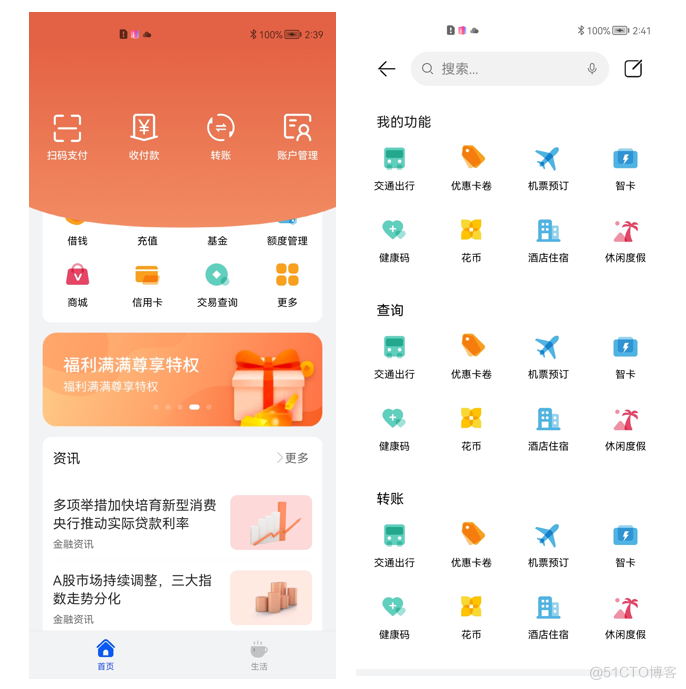 100% 2:39
扫码支付 收付款 转账 账户管理
借钱 充值 基金 额度管理
商城 信用卡 交易查询 更多
福利满满尊享特权
福利满满尊享特权
资讯 更多
多项举措加快培育新型消费
央行推动实际贷款利率
金融资讯
A股市场持续调整，三大指
数走势分化
金融资讯
首页 生活
100% 2:41
搜索...
我的功能
交通出行 优惠卡卷 机票预订 智卡
健康码 花币 酒店住宿 休闲度假
查询
交通出行 优惠卡卷 机票预订 智卡
健康码 花币 酒店住宿 休闲度假
转账
交通出行 优惠卡卷 机票预订 智卡
健康码 花币 酒店住宿 休闲度假
@51CTO博客